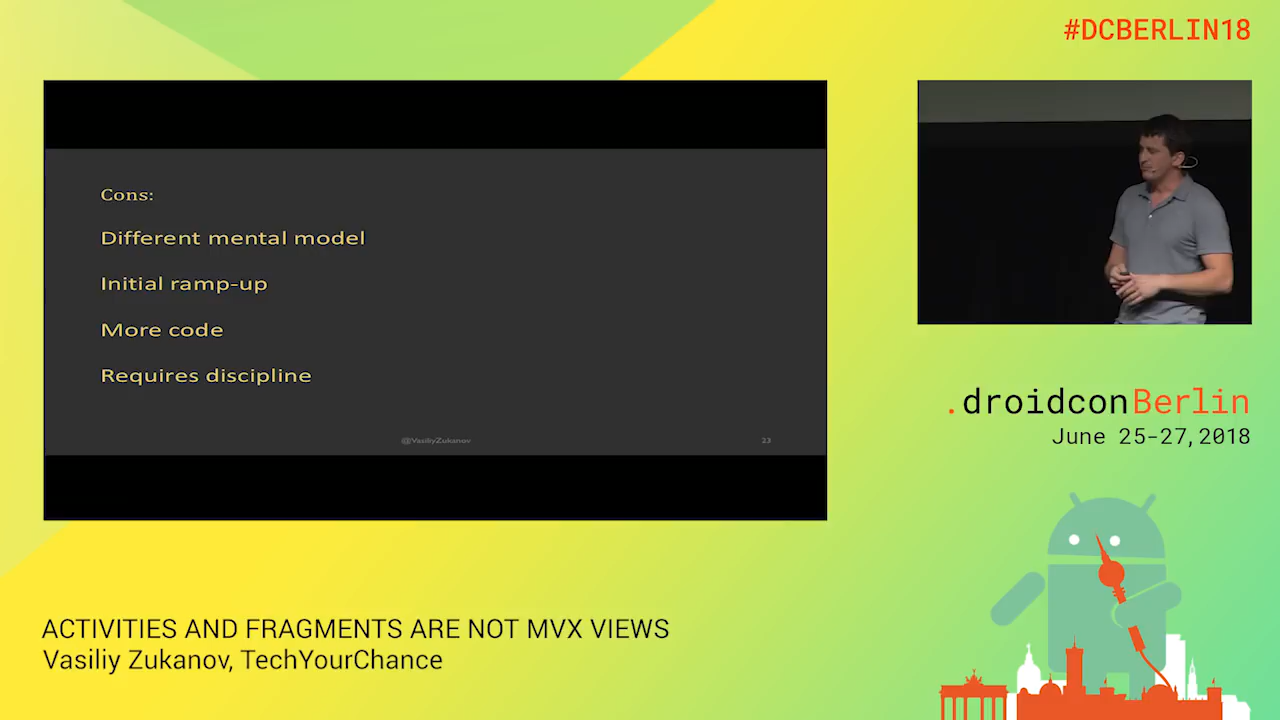 #DCBERLIN18
Cons:
Different mental model
Initial ramp-up
More code
Requires discipline
@VasiliyZukanov
23
.droidconBerlin
June 25-27,2018
ACTIVITIES AND FRAGMENTS ARE NOT MVX VIEWS
Vasiliy Zukanov, TechYourChance